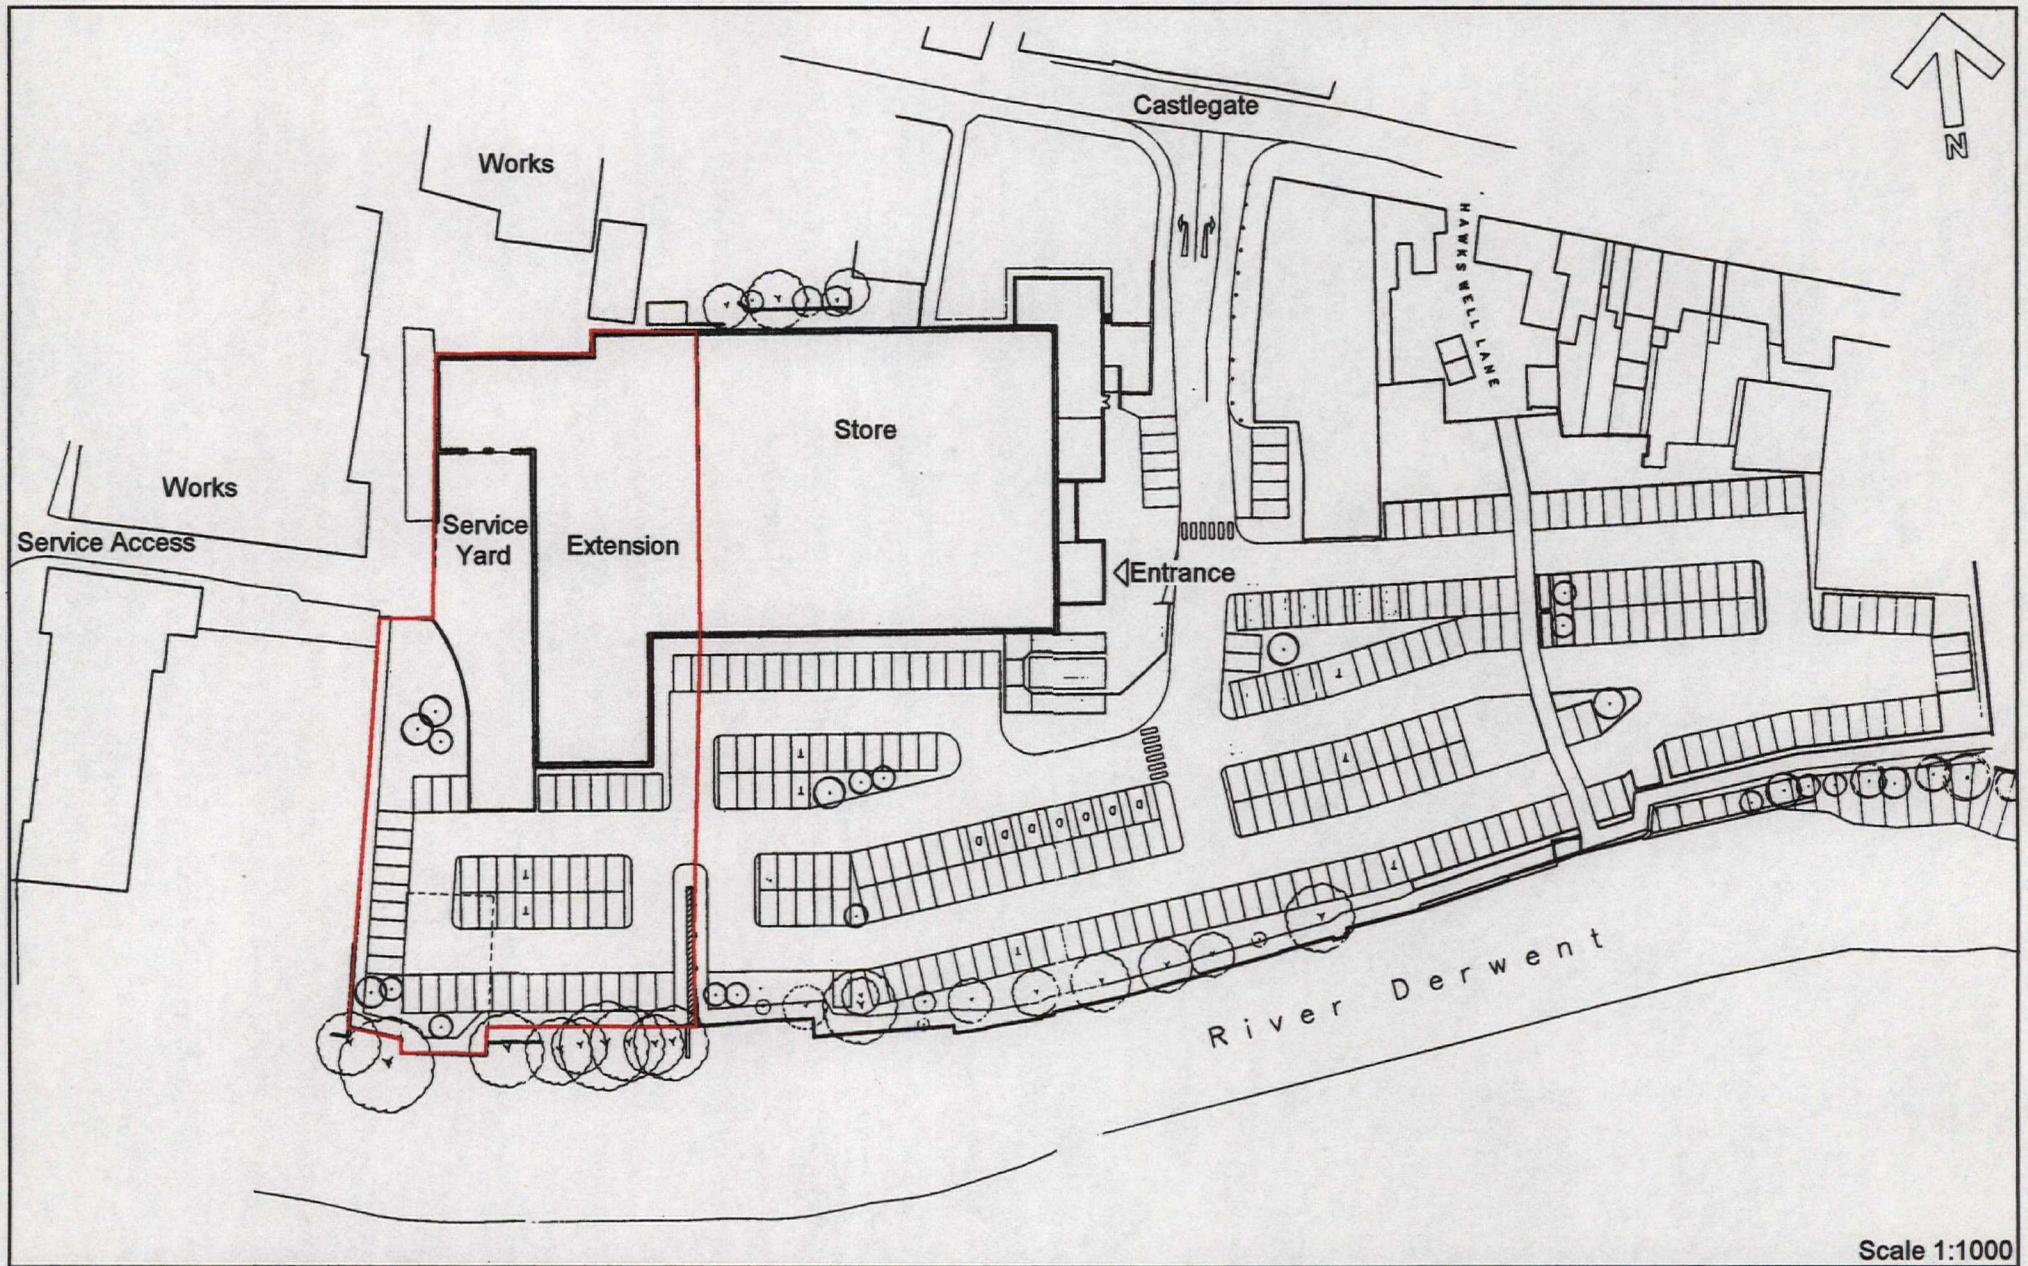 Castlegate
N
Works
HAWKSWELL LANE
Store
Works
Service Access
Service
Yard
Extension
Entrance
River Derwent
Scale 1:1000